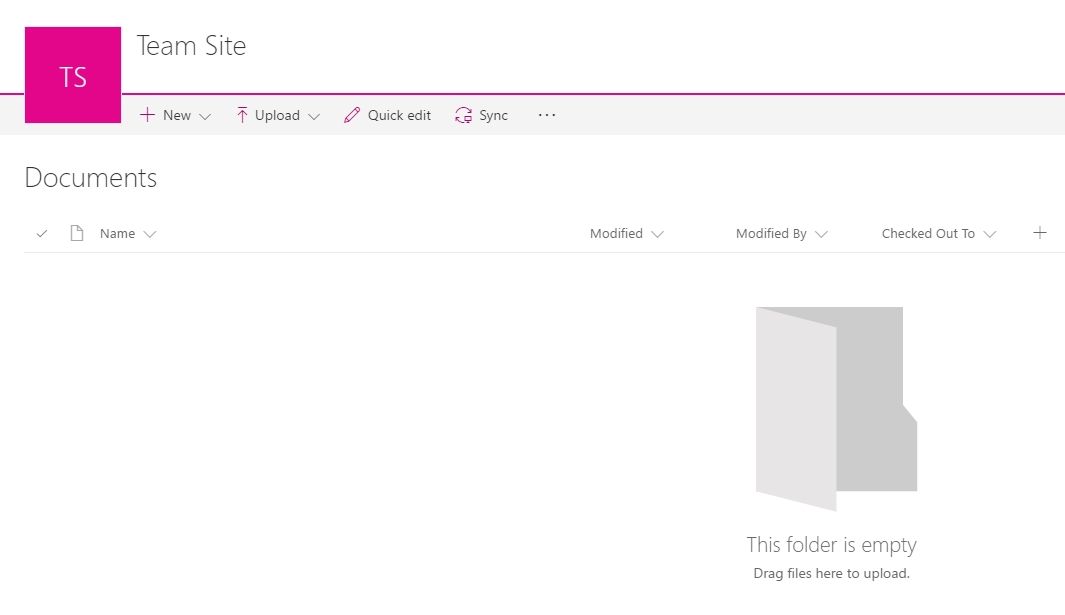 Team Site
TS
New Upload Quick edit Sync ...
Documents
Name Modified Modified By Checked Out To
This folder is empty
Drag files here to upload.